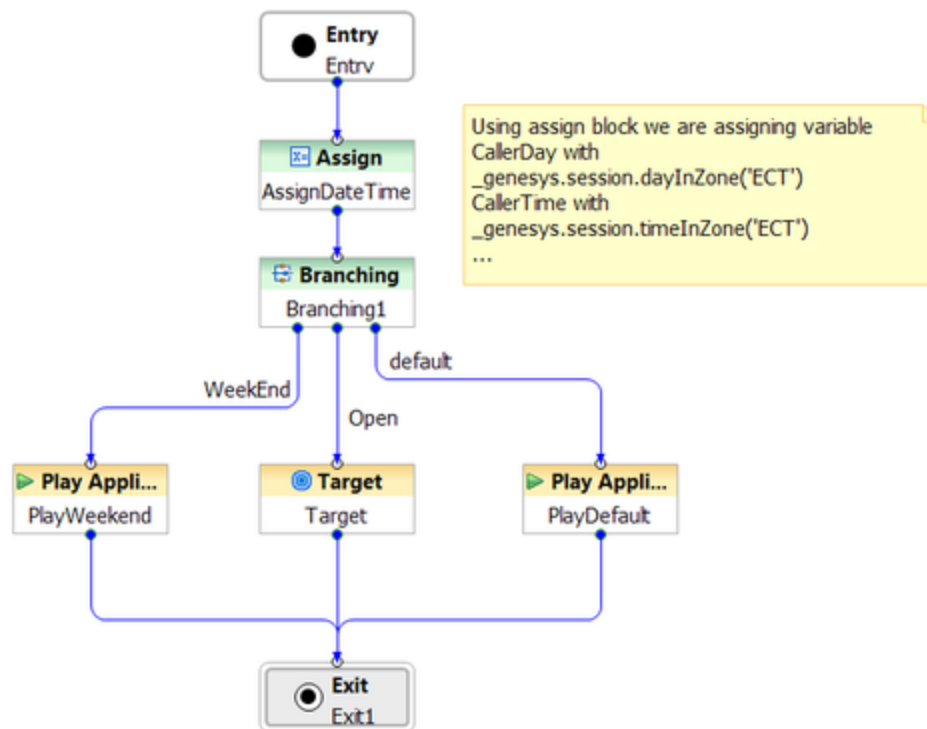 Entry
Entry
Using assign block we are assigning variable
CallerDay with
_genesys.session.dayInZone('ECT')
CallerTime with
_genesys.session.timeInZone('ECT')
...
Assign
AssignDateTime
Branching
Branching1
WeekEnd
Open
default
Play Appli...
PlayWeekend
Target
Target
Play Appli...
PlayDefault
Exit
Exit1